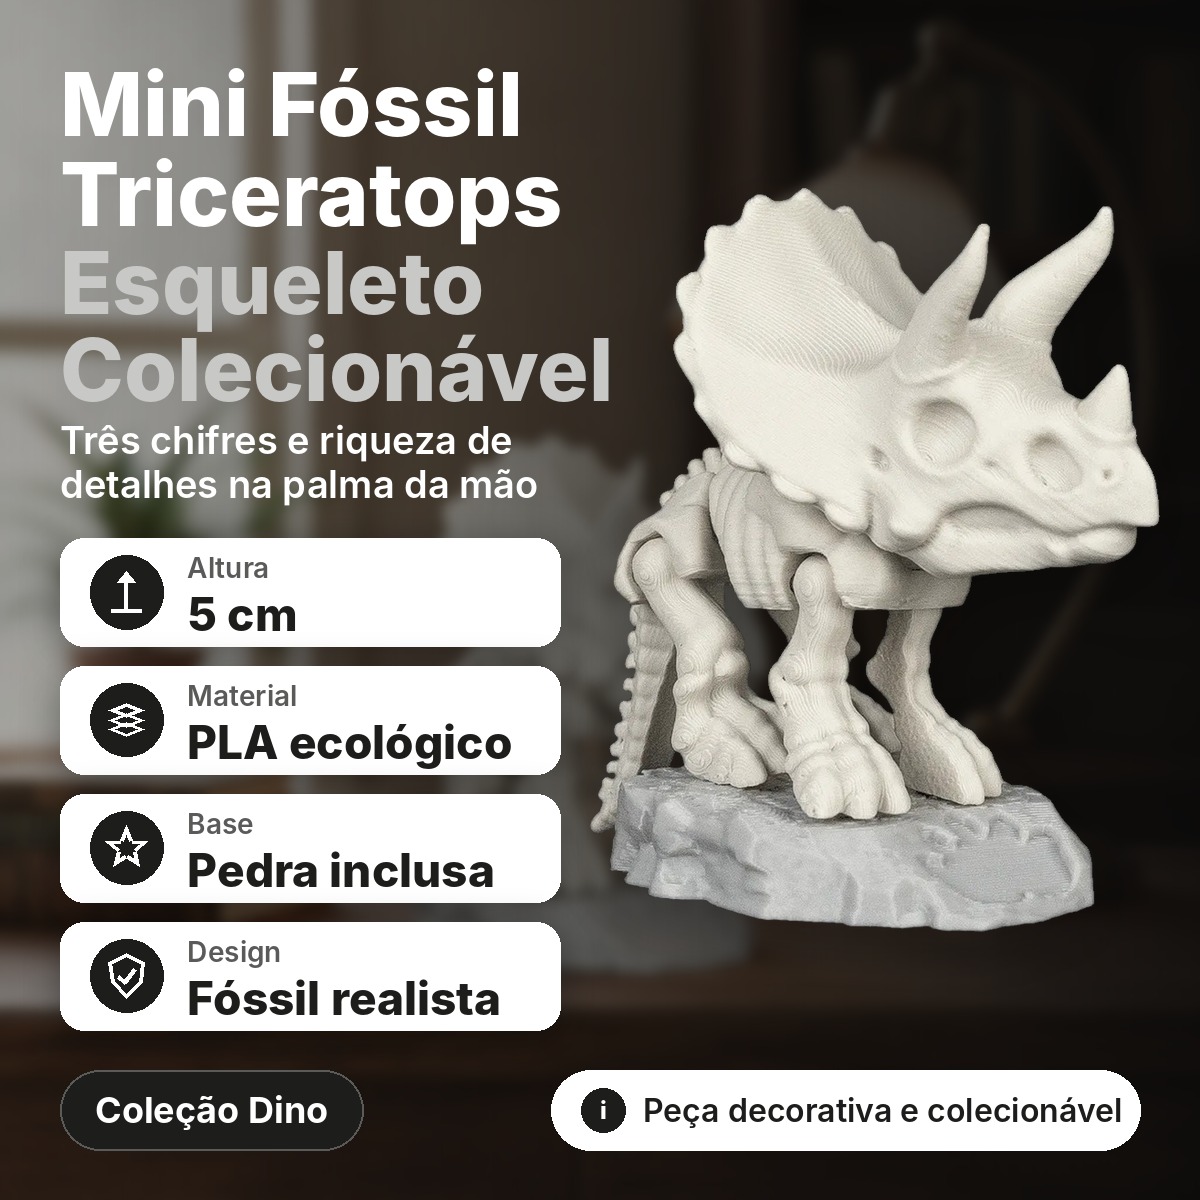 Mini Fóssil
Triceratops
Esqueleto
Colecionável
Três chifres e riqueza de
detalhes na palma da mão
Altura
5 cm
Material
PLA ecológico
Base
Pedra inclusa
Design
Fóssil realista
Coleção Dino
i Peça decorativa e colecionável